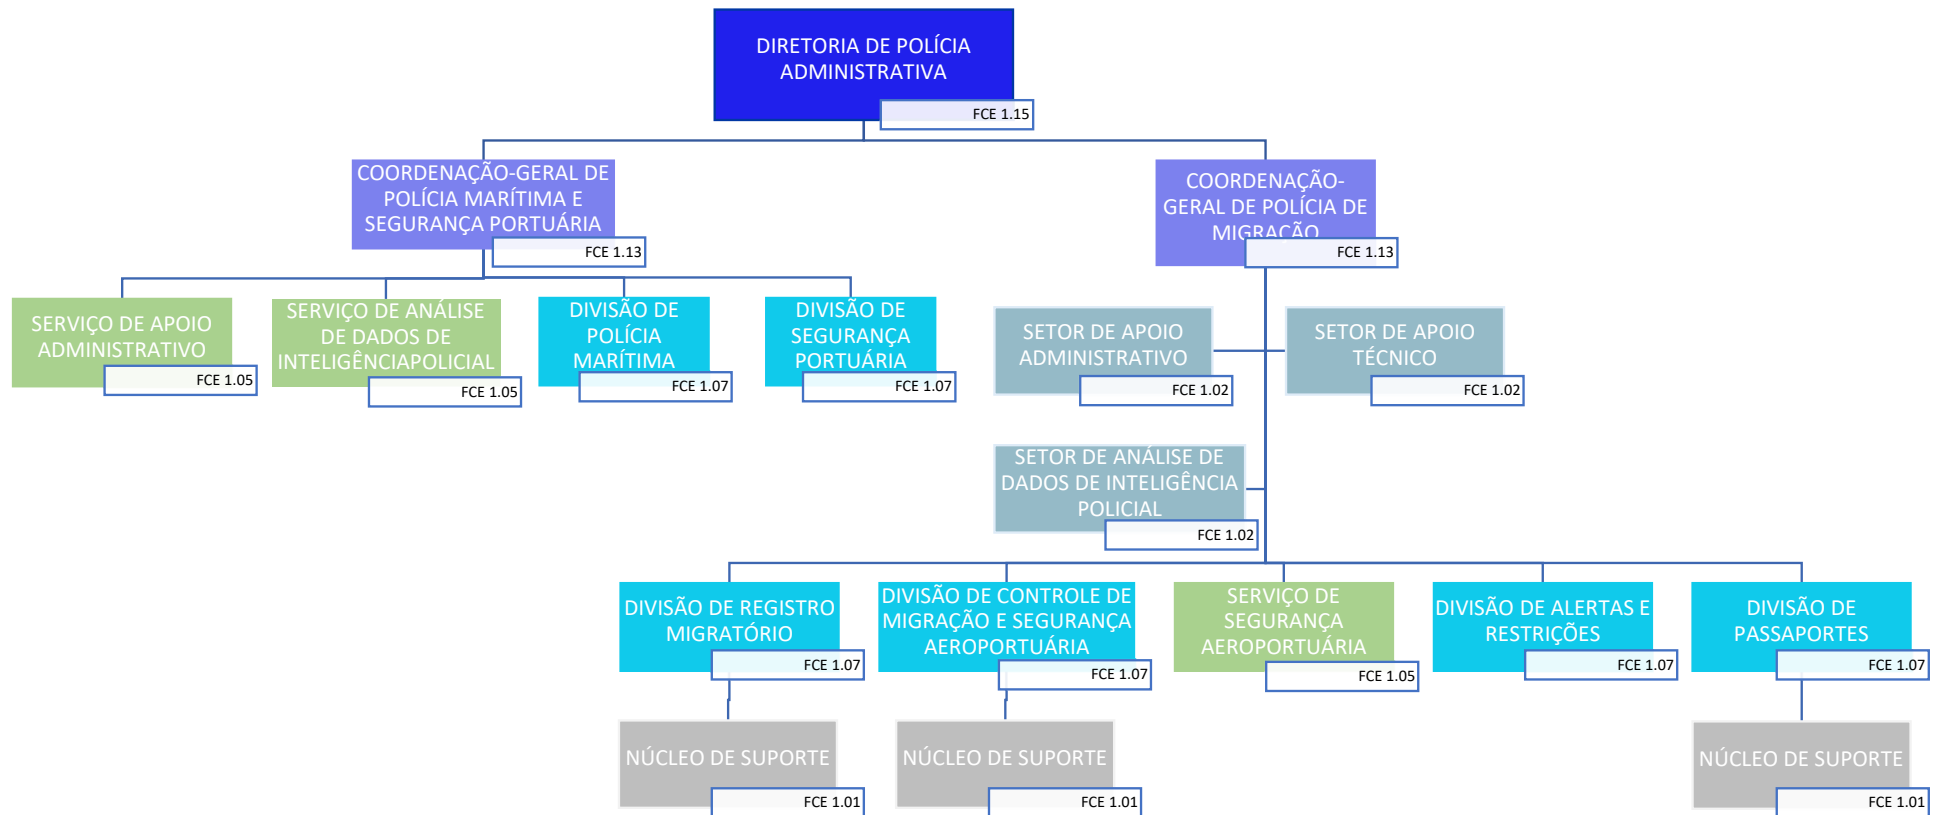 DIRETORIA DE POLÍCIA
ADMINISTRATIVA
FCE 1.15
COORDENAÇÃO-GERAL DE
POLÍCIA MARÍTIMA E
SEGURANÇA PORTUÁRIA
FCE 1.13
COORDENAÇÃO-
GERAL DE POLÍCIA DE
MIGRAÇÃO
FCE 1.13
SERVIÇO DE APOIO
ADMINISTRATIVO
FCE 1.05
SERVIÇO DE ANÁLISE
DE DADOS DE
INTELIGÊNCIAPOLICIAL
FCE 1.05
DIVISÃO DE
POLÍCIA
MARÍTIMA
FCE 1.07
DIVISÃO DE
SEGURANÇA
PORTUÁRIA
FCE 1.07
SETOR DE APOIO
ADMINISTRATIVO
FCE 1.02
SETOR DE APOIO
TÉCNICO
FCE 1.02
SETOR DE ANÁLISE DE
DADOS DE INTELIGÊNCIA
POLICIAL
FCE 1.02
DIVISÃO DE REGISTRO
MIGRATÓRIO
FCE 1.07
DIVISÃO DE CONTROLE DE
MIGRAÇÃO E SEGURANÇA
AEROPORTUÁRIA
FCE 1.07
SERVIÇO DE
SEGURANÇA
AEROPORTUÁRIA
FCE 1.05
DIVISÃO DE ALERTAS E
RESTRIÇÕES
FCE 1.07
DIVISÃO DE
PASSAPORTES
FCE 1.07
NÚCLEO DE SUPORTE
FCE 1.01
NÚCLEO DE SUPORTE
FCE 1.01
NÚCLEO DE SUPORTE
FCE 1.01